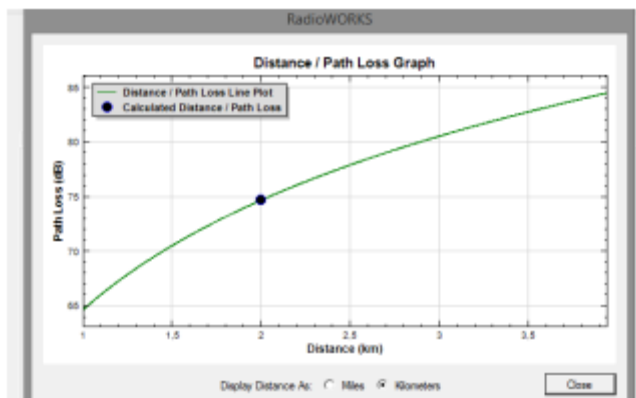 RadioWORKS
Distance / Path Loss Graph
Distance / Path Loss Line Plot
Calculated Distance / Path Loss
Path Loss (dB)
85
80
75
70
65
1 1.5 2 2.5 3 3.5
Distance (km)
Display Distance As: Miles Kilometers Close